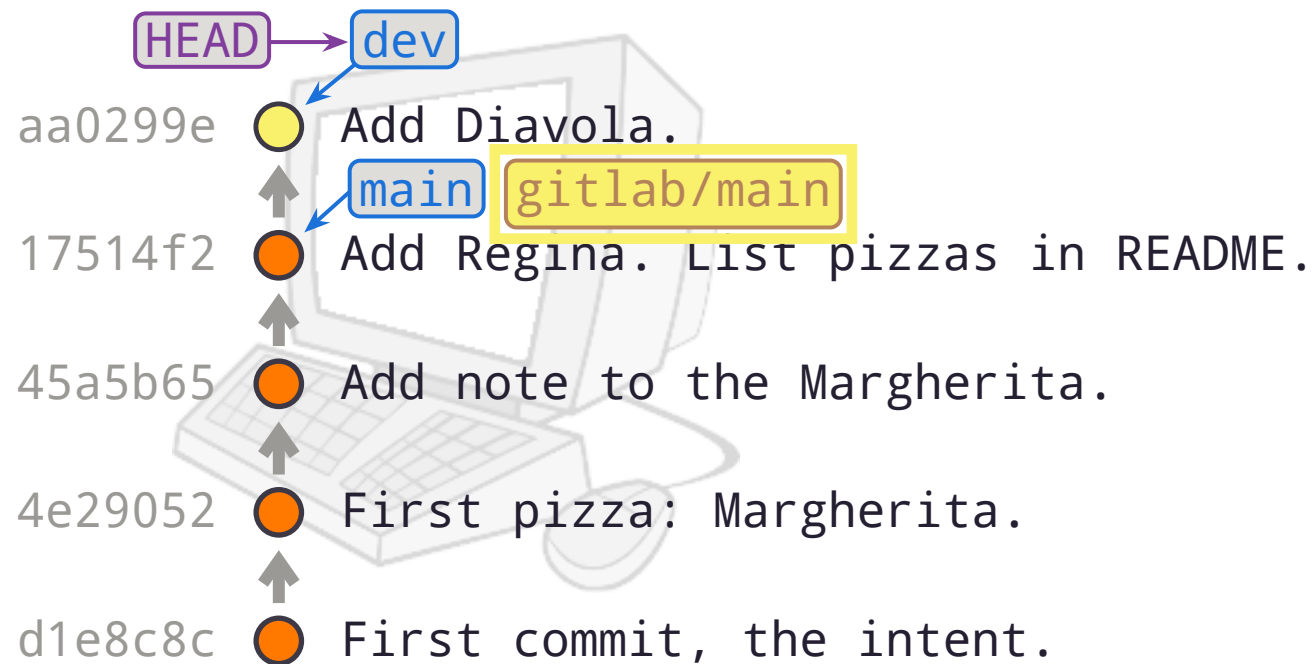 HEAD dev
aa0299e Add Diavola.
main gitlab/main
17514f2 Add Regina. List pizzas in README.
45a5b65 Add note to the Margherita.
4e29052 First pizza: Margherita.
d1e8c8c First commit, the intent.